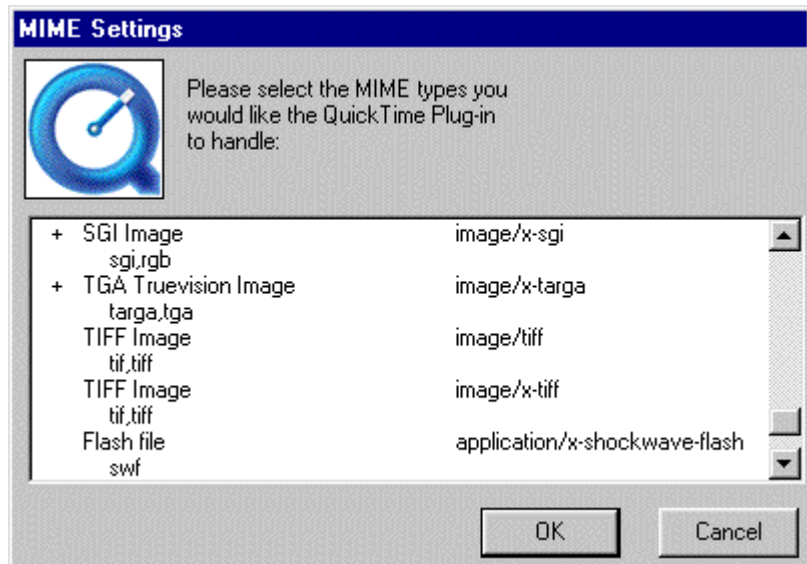 MIME Settings
Please select the MIME types you
would like the QuickTime Plug-in
to handle:
+ SGI Image image/x-sgi
sgi,rgb
+ TGA Truevision Image image/x-targa
targa,tga
TIFF Image image/tiff
tif,tiff
TIFF Image image/x-tiff
tif,tiff
Flash file application/x-shockwave-flash
swf
OK Cancel